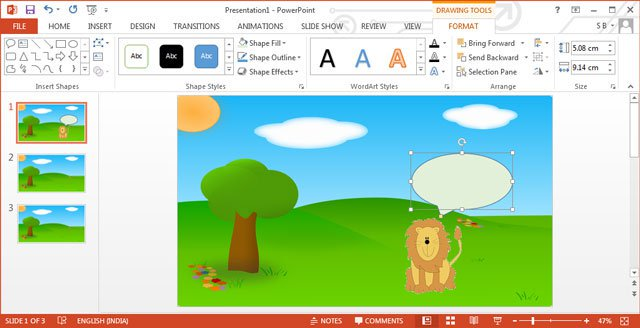 Presentation1 - PowerPoint
DRAWING TOOLS
FILE HOME INSERT DESIGN TRANSITIONS ANIMATIONS SLIDE SHOW REVIEW VIEW FORMAT S B
Abc Abc Abc
Shape Fill
Shape Outline
Shape Effects
A A A
Bring Forward
Send Backward
Selection Pane
5.08 cm
9.14 cm
Insert Shapes Shape Styles WordArt Styles Arrange Size
1
2
3
SLIDE 1 OF 3 ENGLISH (INDIA) NOTES COMMENTS 47%